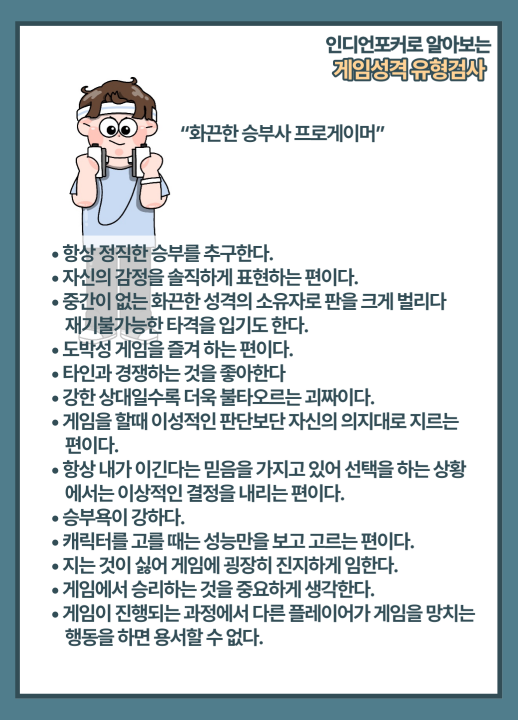 인디언포커로 알아보는
게임성격 유형검사
“화끈한 승부사 프로게이머”
• 항상 정직한 승부를 추구한다.
• 자신의 감정을 솔직하게 표현하는 편이다.
• 중간이 없는 화끈한 성격의 소유자로 판을 크게 벌리다
재기불가능한 타격을 입기도 한다.
• 도박성 게임을 즐겨 하는 편이다.
• 타인과 경쟁하는 것을 좋아한다
• 강한 상대일수록 더욱 불타오르는 괴짜이다.
• 게임을 할때 이성적인 판단보단 자신의 의지대로 지르는
편이다.
• 항상 내가 이긴다는 믿음을 가지고 있어 선택을 하는 상황
에서는 이상적인 결정을 내리는 편이다.
• 승부욕이 강하다.
• 캐릭터를 고를 때는 성능만을 보고 고르는 편이다.
• 지는 것이 싫어 게임에 굉장히 진지하게 임한다.
• 게임에서 승리하는 것을 중요하게 생각한다.
• 게임이 진행되는 과정에서 다른 플레이어가 게임을 망치는
행동을 하면 용서할 수 없다.